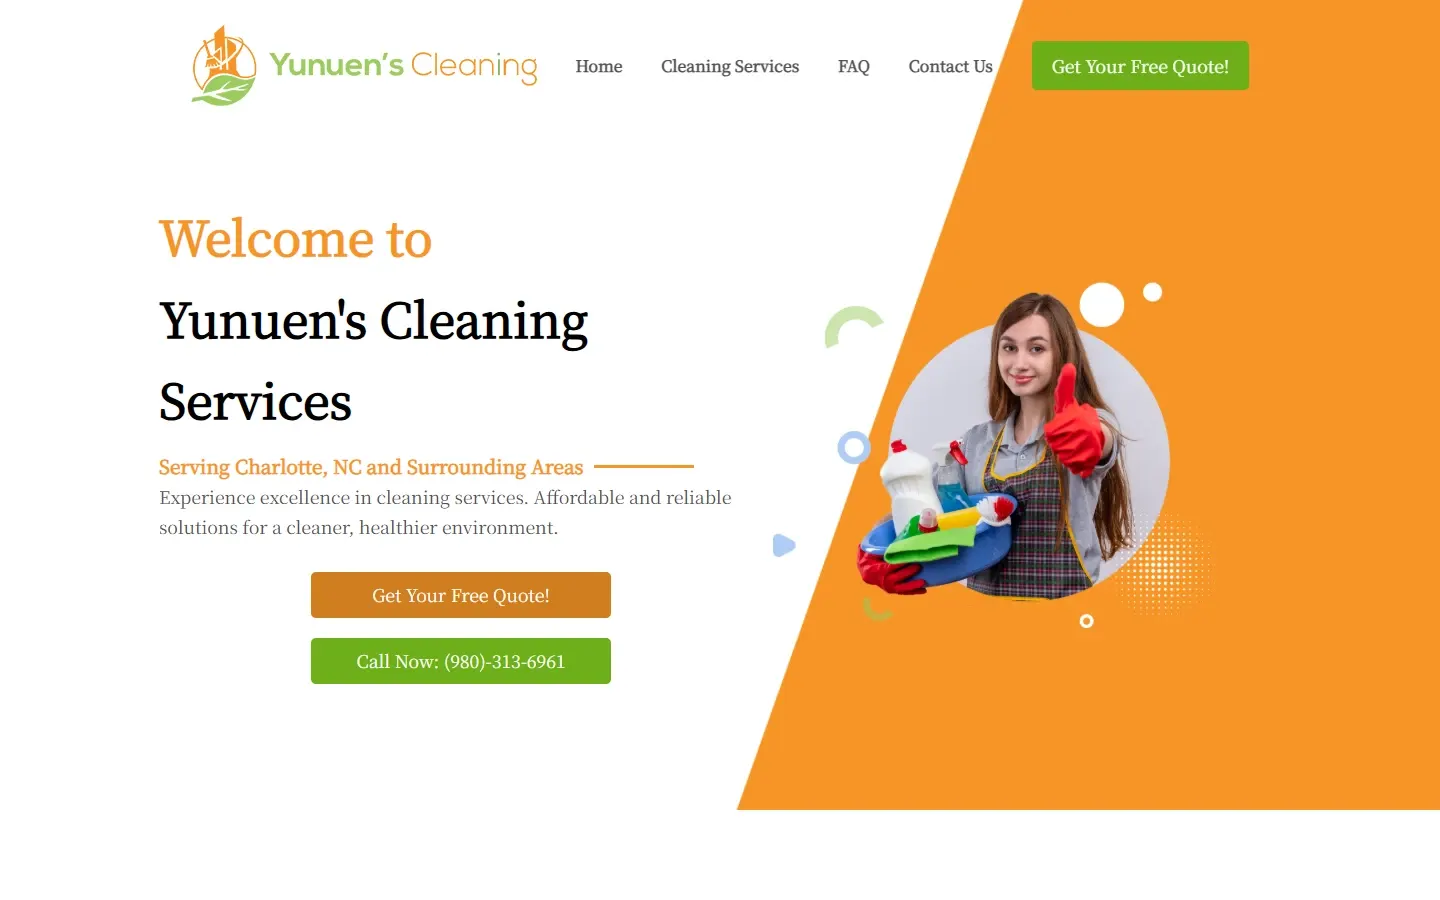 Yunuen's Cleaning
Home
Cleaning Services
FAQ
Contact Us
Get Your Free Quote!
Welcome to
Yunuen's Cleaning
Services
Serving Charlotte, NC and Surrounding Areas
Experience excellence in cleaning services. Affordable and reliable
solutions for a cleaner, healthier environment.
Get Your Free Quote!
Call Now: (980)-313-6961